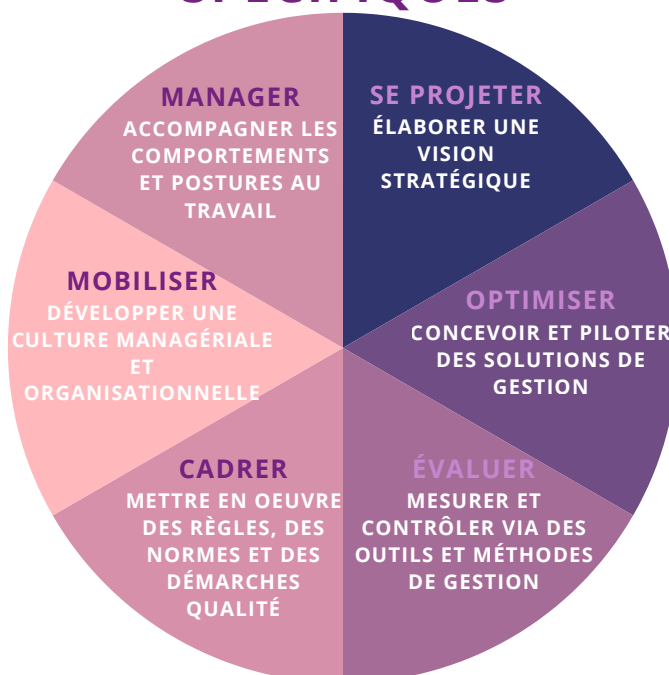 SPÉCIFIQUES
MANAGER
ACCOMPAGNER LES
COMPORTEMENTS
ET POSTURES AU
TRAVAIL
SE PROJETER
ÉLABORER UNE
VISION
STRATÉGIQUE
MOBILISER
DÉVELOPPER UNE
CULTURE MANAGÉRIALE
ET
ORGANISATIONNELLE
OPTIMISER
CONCEVOIR ET PILOTER
DES SOLUTIONS DE
GESTION
CADRER
METTRE EN OEUVRE
DES RÈGLES, DES
NORMES ET DES
DÉMARCHES
QUALITÉ
ÉVALUER
MESURER ET
CONTRÔLER VIA DES
OUTILS ET MÉTHODES
DE GESTION